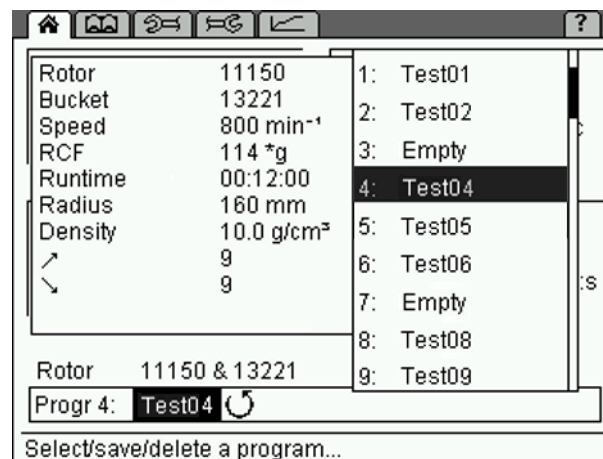 ?
Rotor 11150
Bucket 13221
Speed 800 min⁻¹
RCF 114 *g
Runtime 00:12:00
Radius 160 mm
Density 10.0 g/cm³
↗ 9
↘ 9
1: Test01
2: Test02
3: Empty
4: Test04
5: Test05
6: Test06
7: Empty
8: Test08
9: Test09
:s
Rotor 11150 & 13221
Progr 4: Test04
Select/save/delete a program...